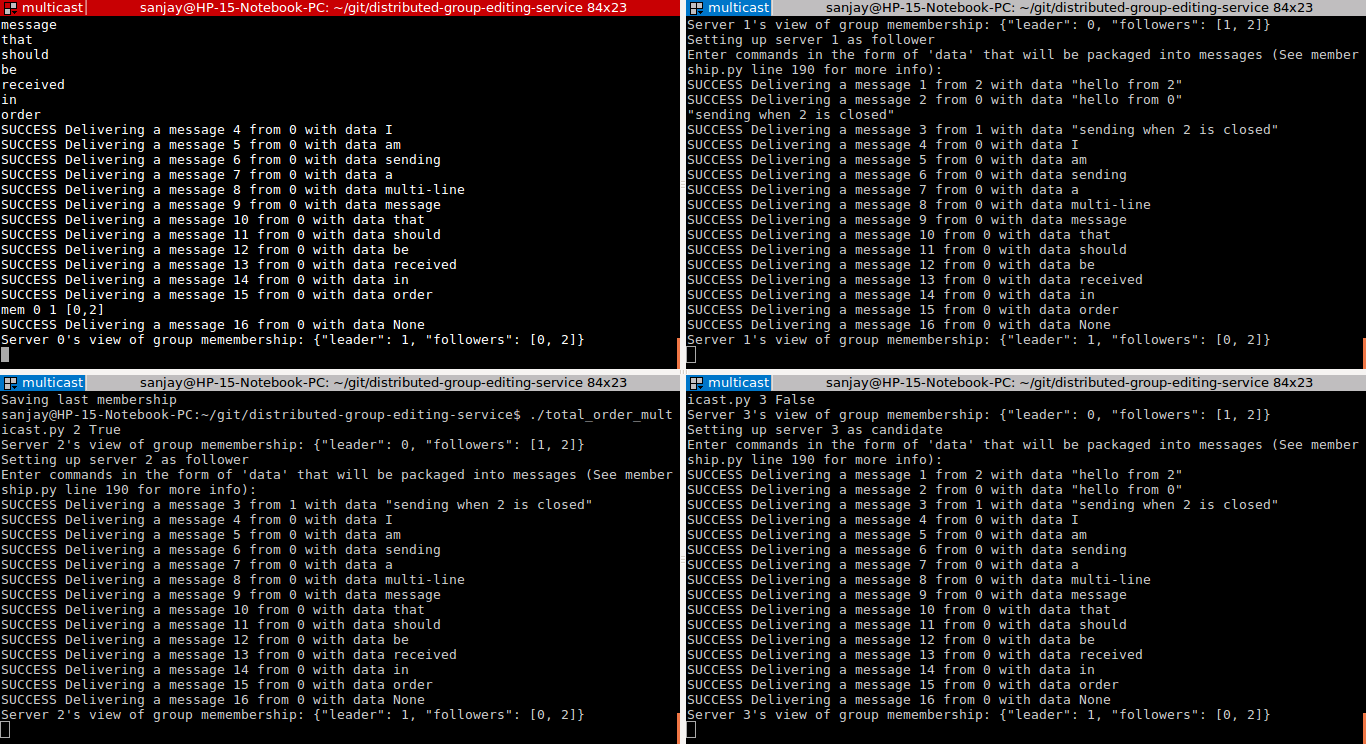 multicast sanjay@HP-15-Notebook-PC: ~/git/distributed-group-editing-service 84x23
message
that
should
be
received
in
order
SUCCESS Delivering a message 4 from 0 with data I
SUCCESS Delivering a message 5 from 0 with data am
SUCCESS Delivering a message 6 from 0 with data sending
SUCCESS Delivering a message 7 from 0 with data a
SUCCESS Delivering a message 8 from 0 with data multi-line
SUCCESS Delivering a message 9 from 0 with data message
SUCCESS Delivering a message 10 from 0 with data that
SUCCESS Delivering a message 11 from 0 with data should
SUCCESS Delivering a message 12 from 0 with data be
SUCCESS Delivering a message 13 from 0 with data received
SUCCESS Delivering a message 14 from 0 with data in
SUCCESS Delivering a message 15 from 0 with data order
mem 0 1 [0,2]
SUCCESS Delivering a message 16 from 0 with data None
Server 0's view of group memembership: {"leader": 1, "followers": [0, 2]}
multicast sanjay@HP-15-Notebook-PC: ~/git/distributed-group-editing-service 84x23
Server 1's view of group memembership: {"leader": 0, "followers": [1, 2]}
Setting up server 1 as follower
Enter commands in the form of 'data' that will be packaged into messages (See member
ship.py line 190 for more info):
SUCCESS Delivering a message 1 from 2 with data "hello from 2"
SUCCESS Delivering a message 2 from 0 with data "hello from 0"
"sending when 2 is closed"
SUCCESS Delivering a message 3 from 1 with data "sending when 2 is closed"
SUCCESS Delivering a message 4 from 0 with data I
SUCCESS Delivering a message 5 from 0 with data am
SUCCESS Delivering a message 6 from 0 with data sending
SUCCESS Delivering a message 7 from 0 with data a
SUCCESS Delivering a message 8 from 0 with data multi-line
SUCCESS Delivering a message 9 from 0 with data message
SUCCESS Delivering a message 10 from 0 with data that
SUCCESS Delivering a message 11 from 0 with data should
SUCCESS Delivering a message 12 from 0 with data be
SUCCESS Delivering a message 13 from 0 with data received
SUCCESS Delivering a message 14 from 0 with data in
SUCCESS Delivering a message 15 from 0 with data order
SUCCESS Delivering a message 16 from 0 with data None
Server 1's view of group memembership: {"leader": 1, "followers": [0, 2]}
multicast sanjay@HP-15-Notebook-PC: ~/git/distributed-group-editing-service 84x23
Saving last membership
sanjay@HP-15-Notebook-PC:~/git/distributed-group-editing-service$ ./total_order_mult
icast.py 2 True
Server 2's view of group memembership: {"leader": 0, "followers": [1, 2]}
Setting up server 2 as follower
Enter commands in the form of 'data' that will be packaged into messages (See member
ship.py line 190 for more info):
SUCCESS Delivering a message 3 from 1 with data "sending when 2 is closed"
SUCCESS Delivering a message 4 from 0 with data I
SUCCESS Delivering a message 5 from 0 with data am
SUCCESS Delivering a message 6 from 0 with data sending
SUCCESS Delivering a message 7 from 0 with data a
SUCCESS Delivering a message 8 from 0 with data multi-line
SUCCESS Delivering a message 9 from 0 with data message
SUCCESS Delivering a message 10 from 0 with data that
SUCCESS Delivering a message 11 from 0 with data should
SUCCESS Delivering a message 12 from 0 with data be
SUCCESS Delivering a message 13 from 0 with data received
SUCCESS Delivering a message 14 from 0 with data in
SUCCESS Delivering a message 15 from 0 with data order
SUCCESS Delivering a message 16 from 0 with data None
Server 2's view of group memembership: {"leader": 1, "followers": [0, 2]}
multicast sanjay@HP-15-Notebook-PC: ~/git/distributed-group-editing-service 84x23
icast.py 3 False
Server 3's view of group memembership: {"leader": 0, "followers": [1, 2]}
Setting up server 3 as candidate
Enter commands in the form of 'data' that will be packaged into messages (See member
ship.py line 190 for more info):
SUCCESS Delivering a message 1 from 2 with data "hello from 2"
SUCCESS Delivering a message 2 from 0 with data "hello from 0"
SUCCESS Delivering a message 3 from 1 with data "sending when 2 is closed"
SUCCESS Delivering a message 4 from 0 with data I
SUCCESS Delivering a message 5 from 0 with data am
SUCCESS Delivering a message 6 from 0 with data sending
SUCCESS Delivering a message 7 from 0 with data a
SUCCESS Delivering a message 8 from 0 with data multi-line
SUCCESS Delivering a message 9 from 0 with data message
SUCCESS Delivering a message 10 from 0 with data that
SUCCESS Delivering a message 11 from 0 with data should
SUCCESS Delivering a message 12 from 0 with data be
SUCCESS Delivering a message 13 from 0 with data received
SUCCESS Delivering a message 14 from 0 with data in
SUCCESS Delivering a message 15 from 0 with data order
SUCCESS Delivering a message 16 from 0 with data None
Server 3's view of group memembership: {"leader": 1, "followers": [0, 2]}